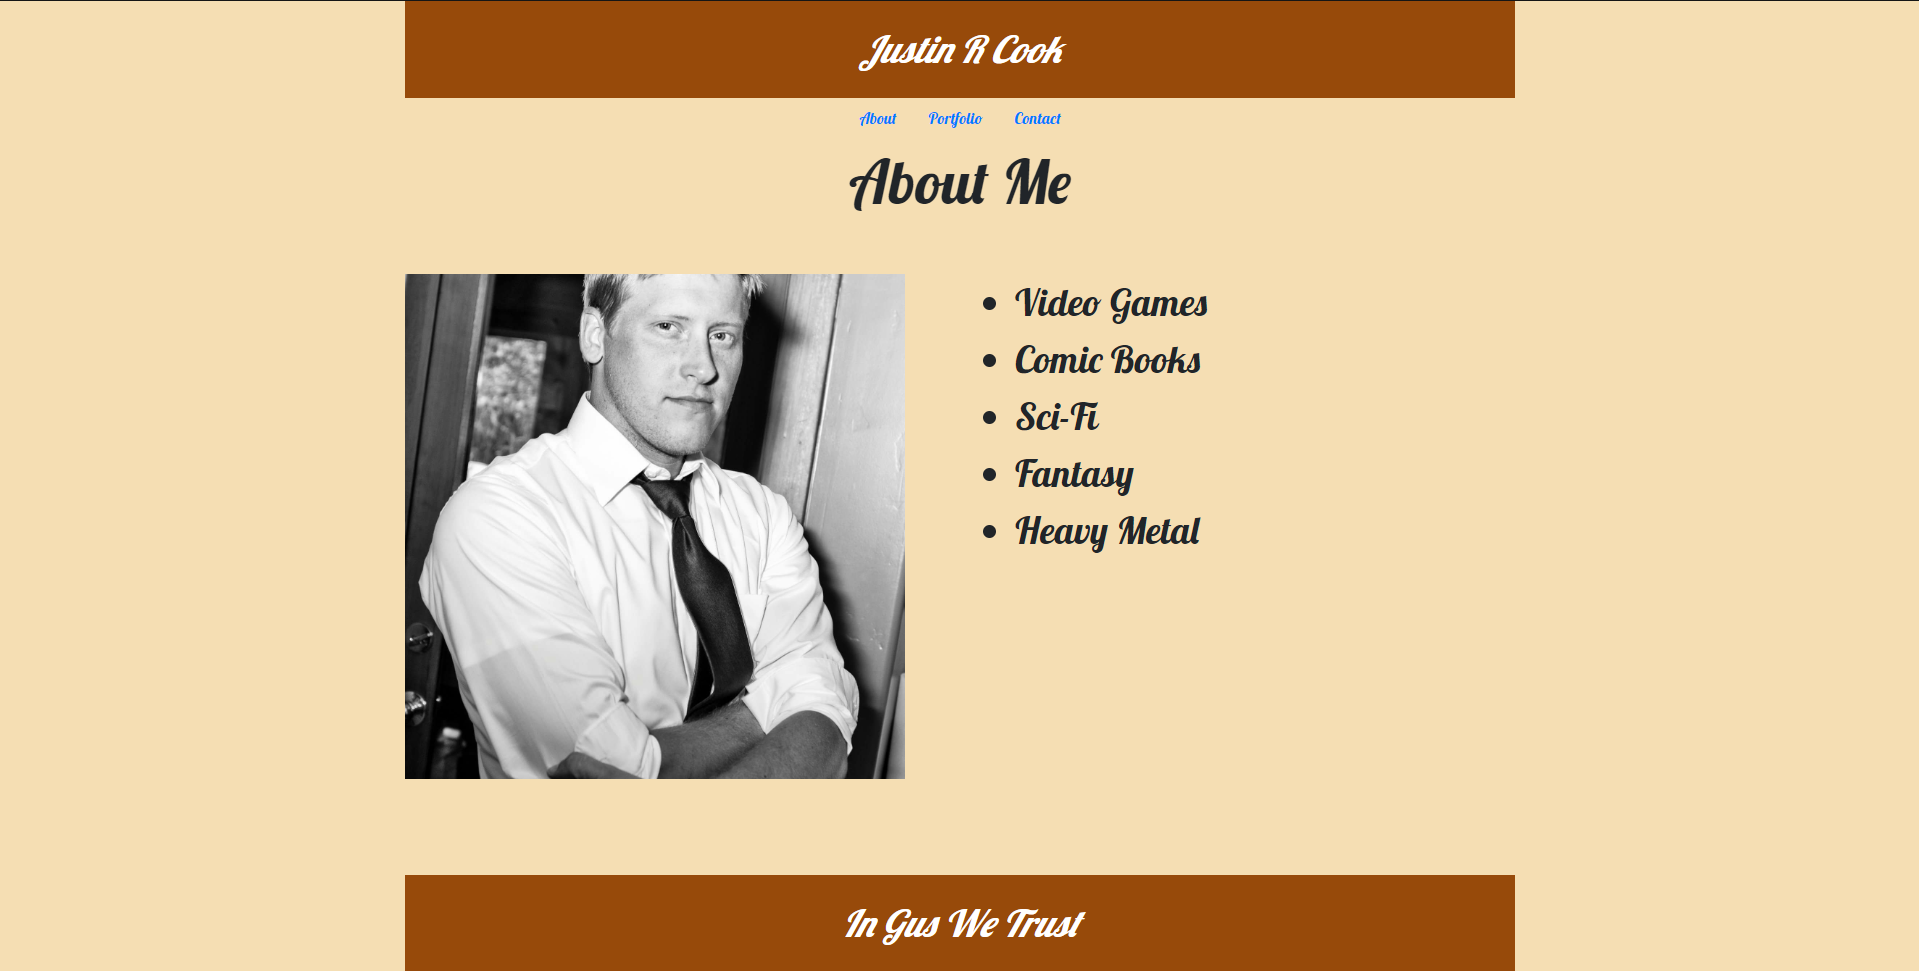 Justin R Cook
About Portfolio Contact
About Me
Video Games
Comic Books
Sci-Fi
Fantasy
Heavy Metal
In Gus We Trust